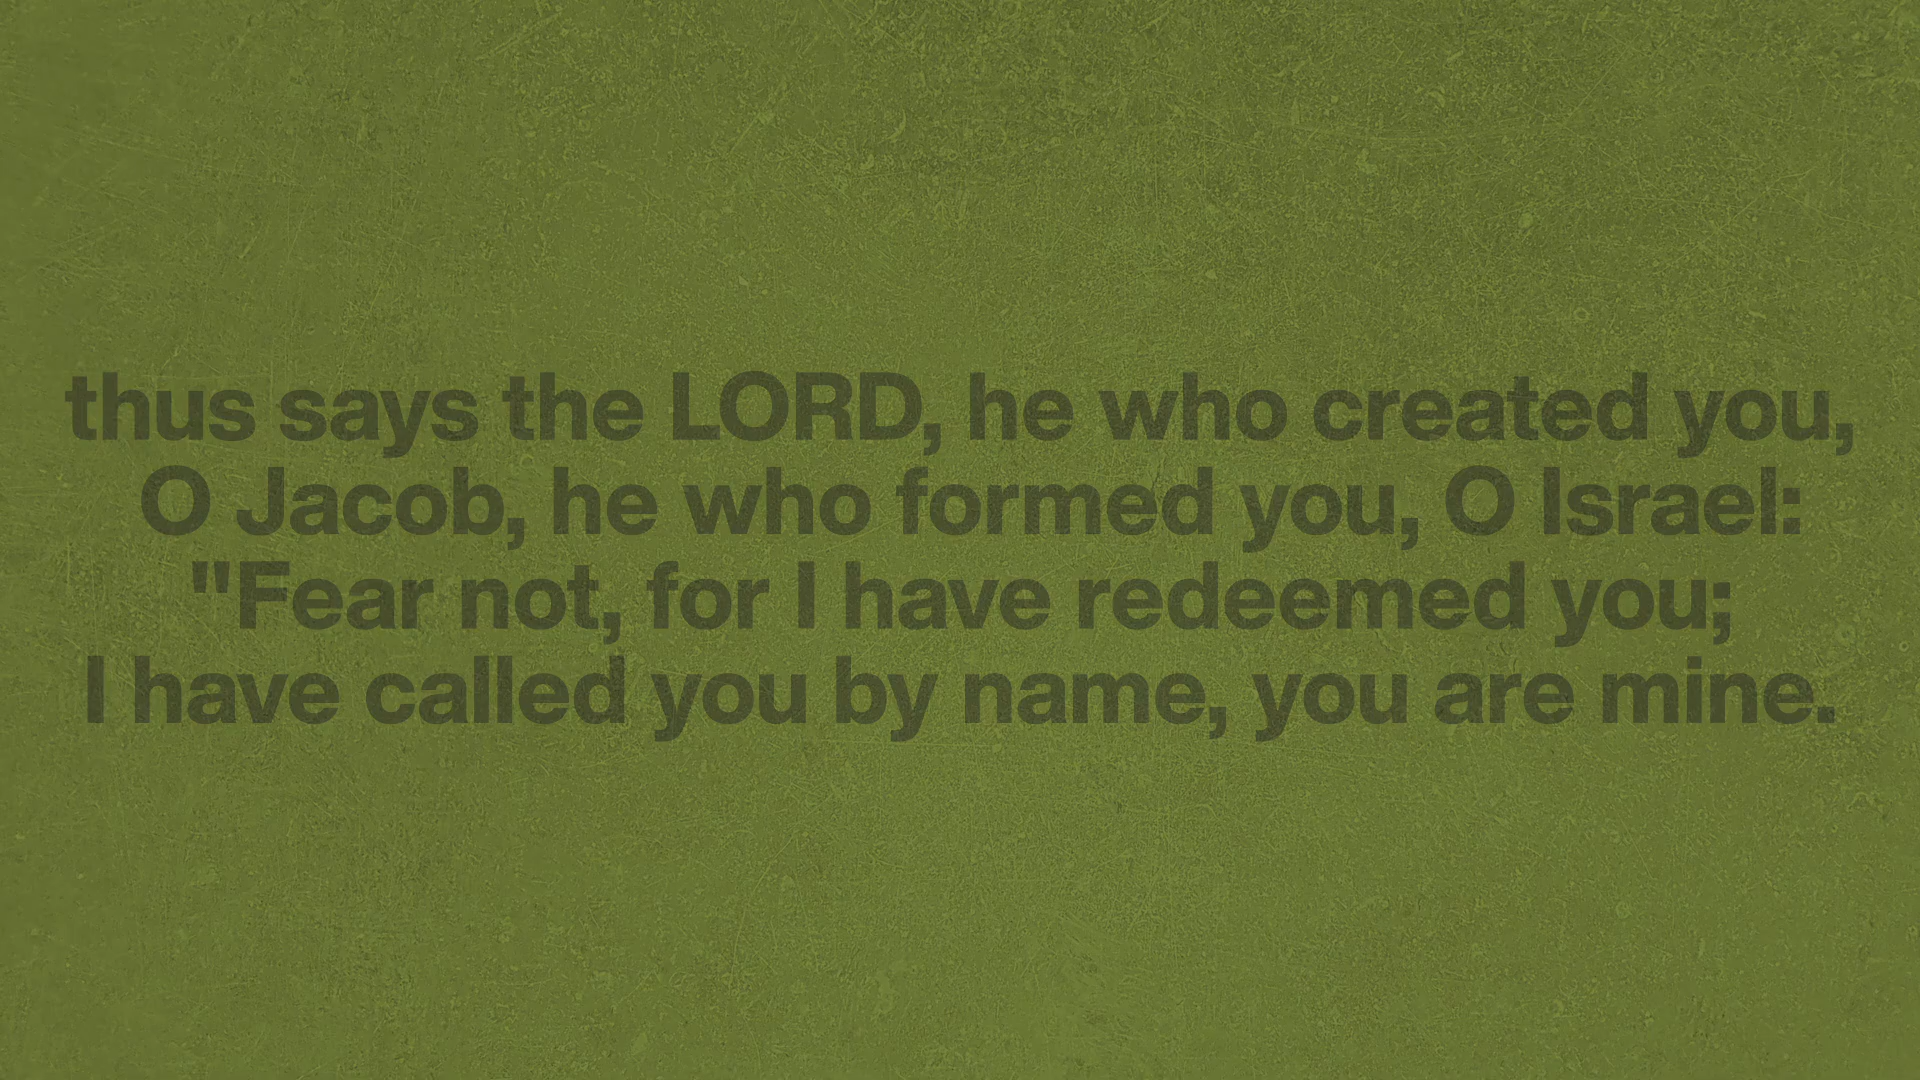 thus says the LORD, he who created you,
O Jacob, he who formed you, O Israel:
"Fear not, for I have redeemed you;
I have called you by name, you are mine.